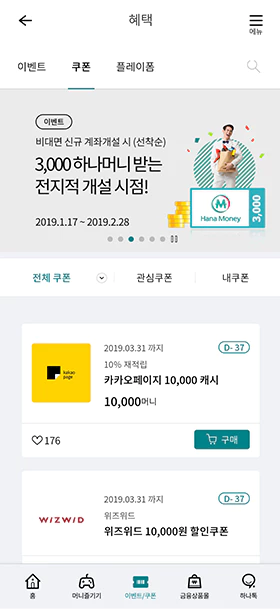 혜택
메뉴
이벤트 쿠폰 플레이폼
이벤트
비대면 신규 계좌개설 시 (선착순)
3,000 하나머니 받는
전지적 개설 시점!
2019.1.17 ~ 2019.2.28
Hana Money
3,000
전체 쿠폰 관심쿠폰 내쿠폰
kakao
page
2019.03.31 까지
D- 37
10% 재적립
카카오페이지 10,000 캐시
10,000머니
176
구매
WIZWID
2019.03.31 까지
D- 37
위즈위드
위즈위드 10,000원 할인쿠폰
홈 머니즐기기 이벤트/쿠폰 금융상품몰 하나톡